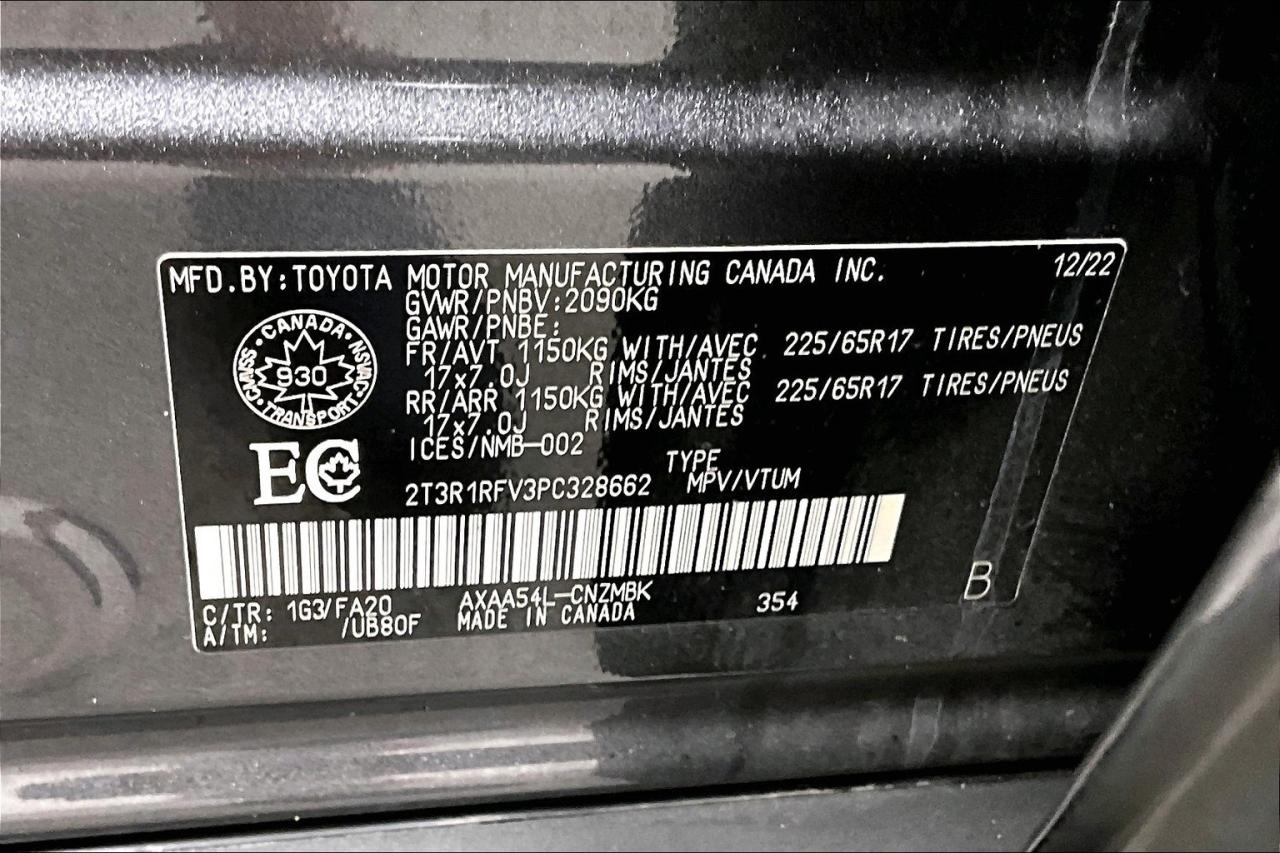 MFD.BY:TOYOTA MOTOR MANUFACTURING CANADA INC. 12/22
GVWR/PNBV:2090KG
GAWR/PNBE:
FR/AVT 1150KG WITH/AVEC 225/65R17 TIRES/PNEUS
17x7.0J RIMS/JANTES
RR/ARR 1150KG WITH/AVEC 225/65R17 TIRES/PNEUS
17x7.0J RIMS/JANTES
ICES/NMB-002
CANADA
CMVSS 930 NSVAC
TRANSPORT
EC
TYPE
2T3R1RFV3PC328662 MPV/VTUM
C/TR: 1G3/FA20 AXAA54L-CNZMBK 354 B
A/TM: /UB80F MADE IN CANADA